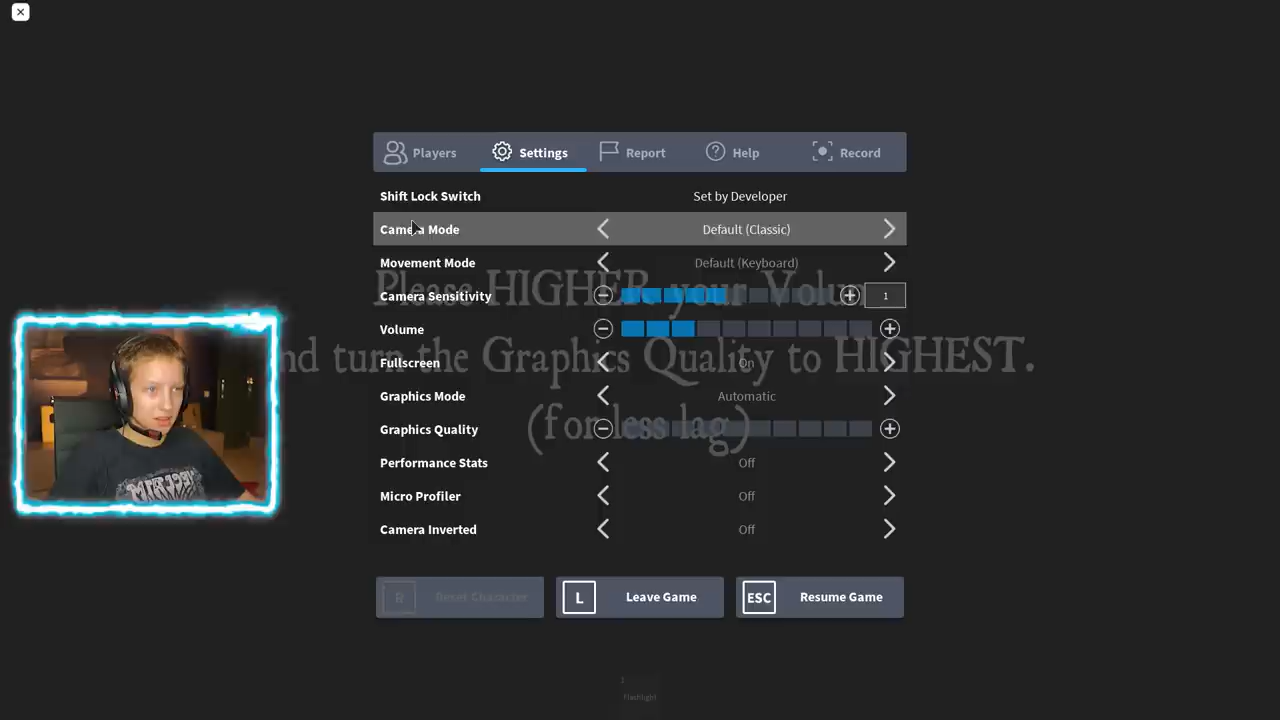 Players Settings Report Help Record
Shift Lock Switch Set by Developer
Camera Mode Default (Classic)
Movement Mode Default (Keyboard)
Please HIGHER your Volum
Camera Sensitivity 1
Volume
nd turn the Graphics Quality to HIGHEST.
Fullscreen On
Graphics Mode Automatic
(for less lag)
Graphics Quality
Performance Stats Off
Micro Profiler Off
Camera Inverted Off
R Reset Character L Leave Game ESC Resume Game
Flashlight